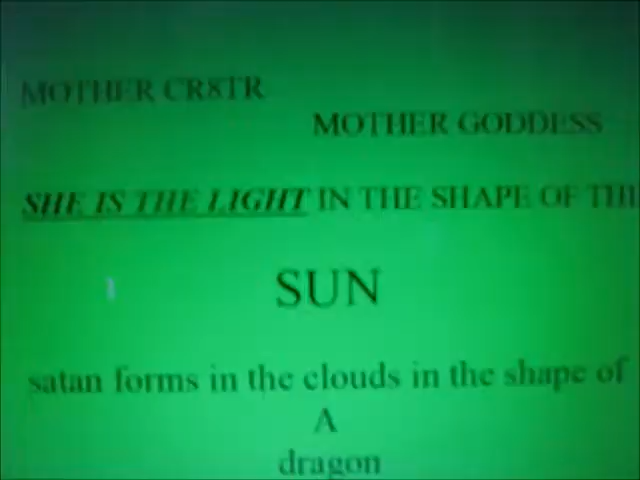 MOTHER CR8TR
MOTHER GODDESS
SHE IS THE LIGHT IN THE SHAPE OF
SUN
satan forms in the clouds in the shape of
A
dragon